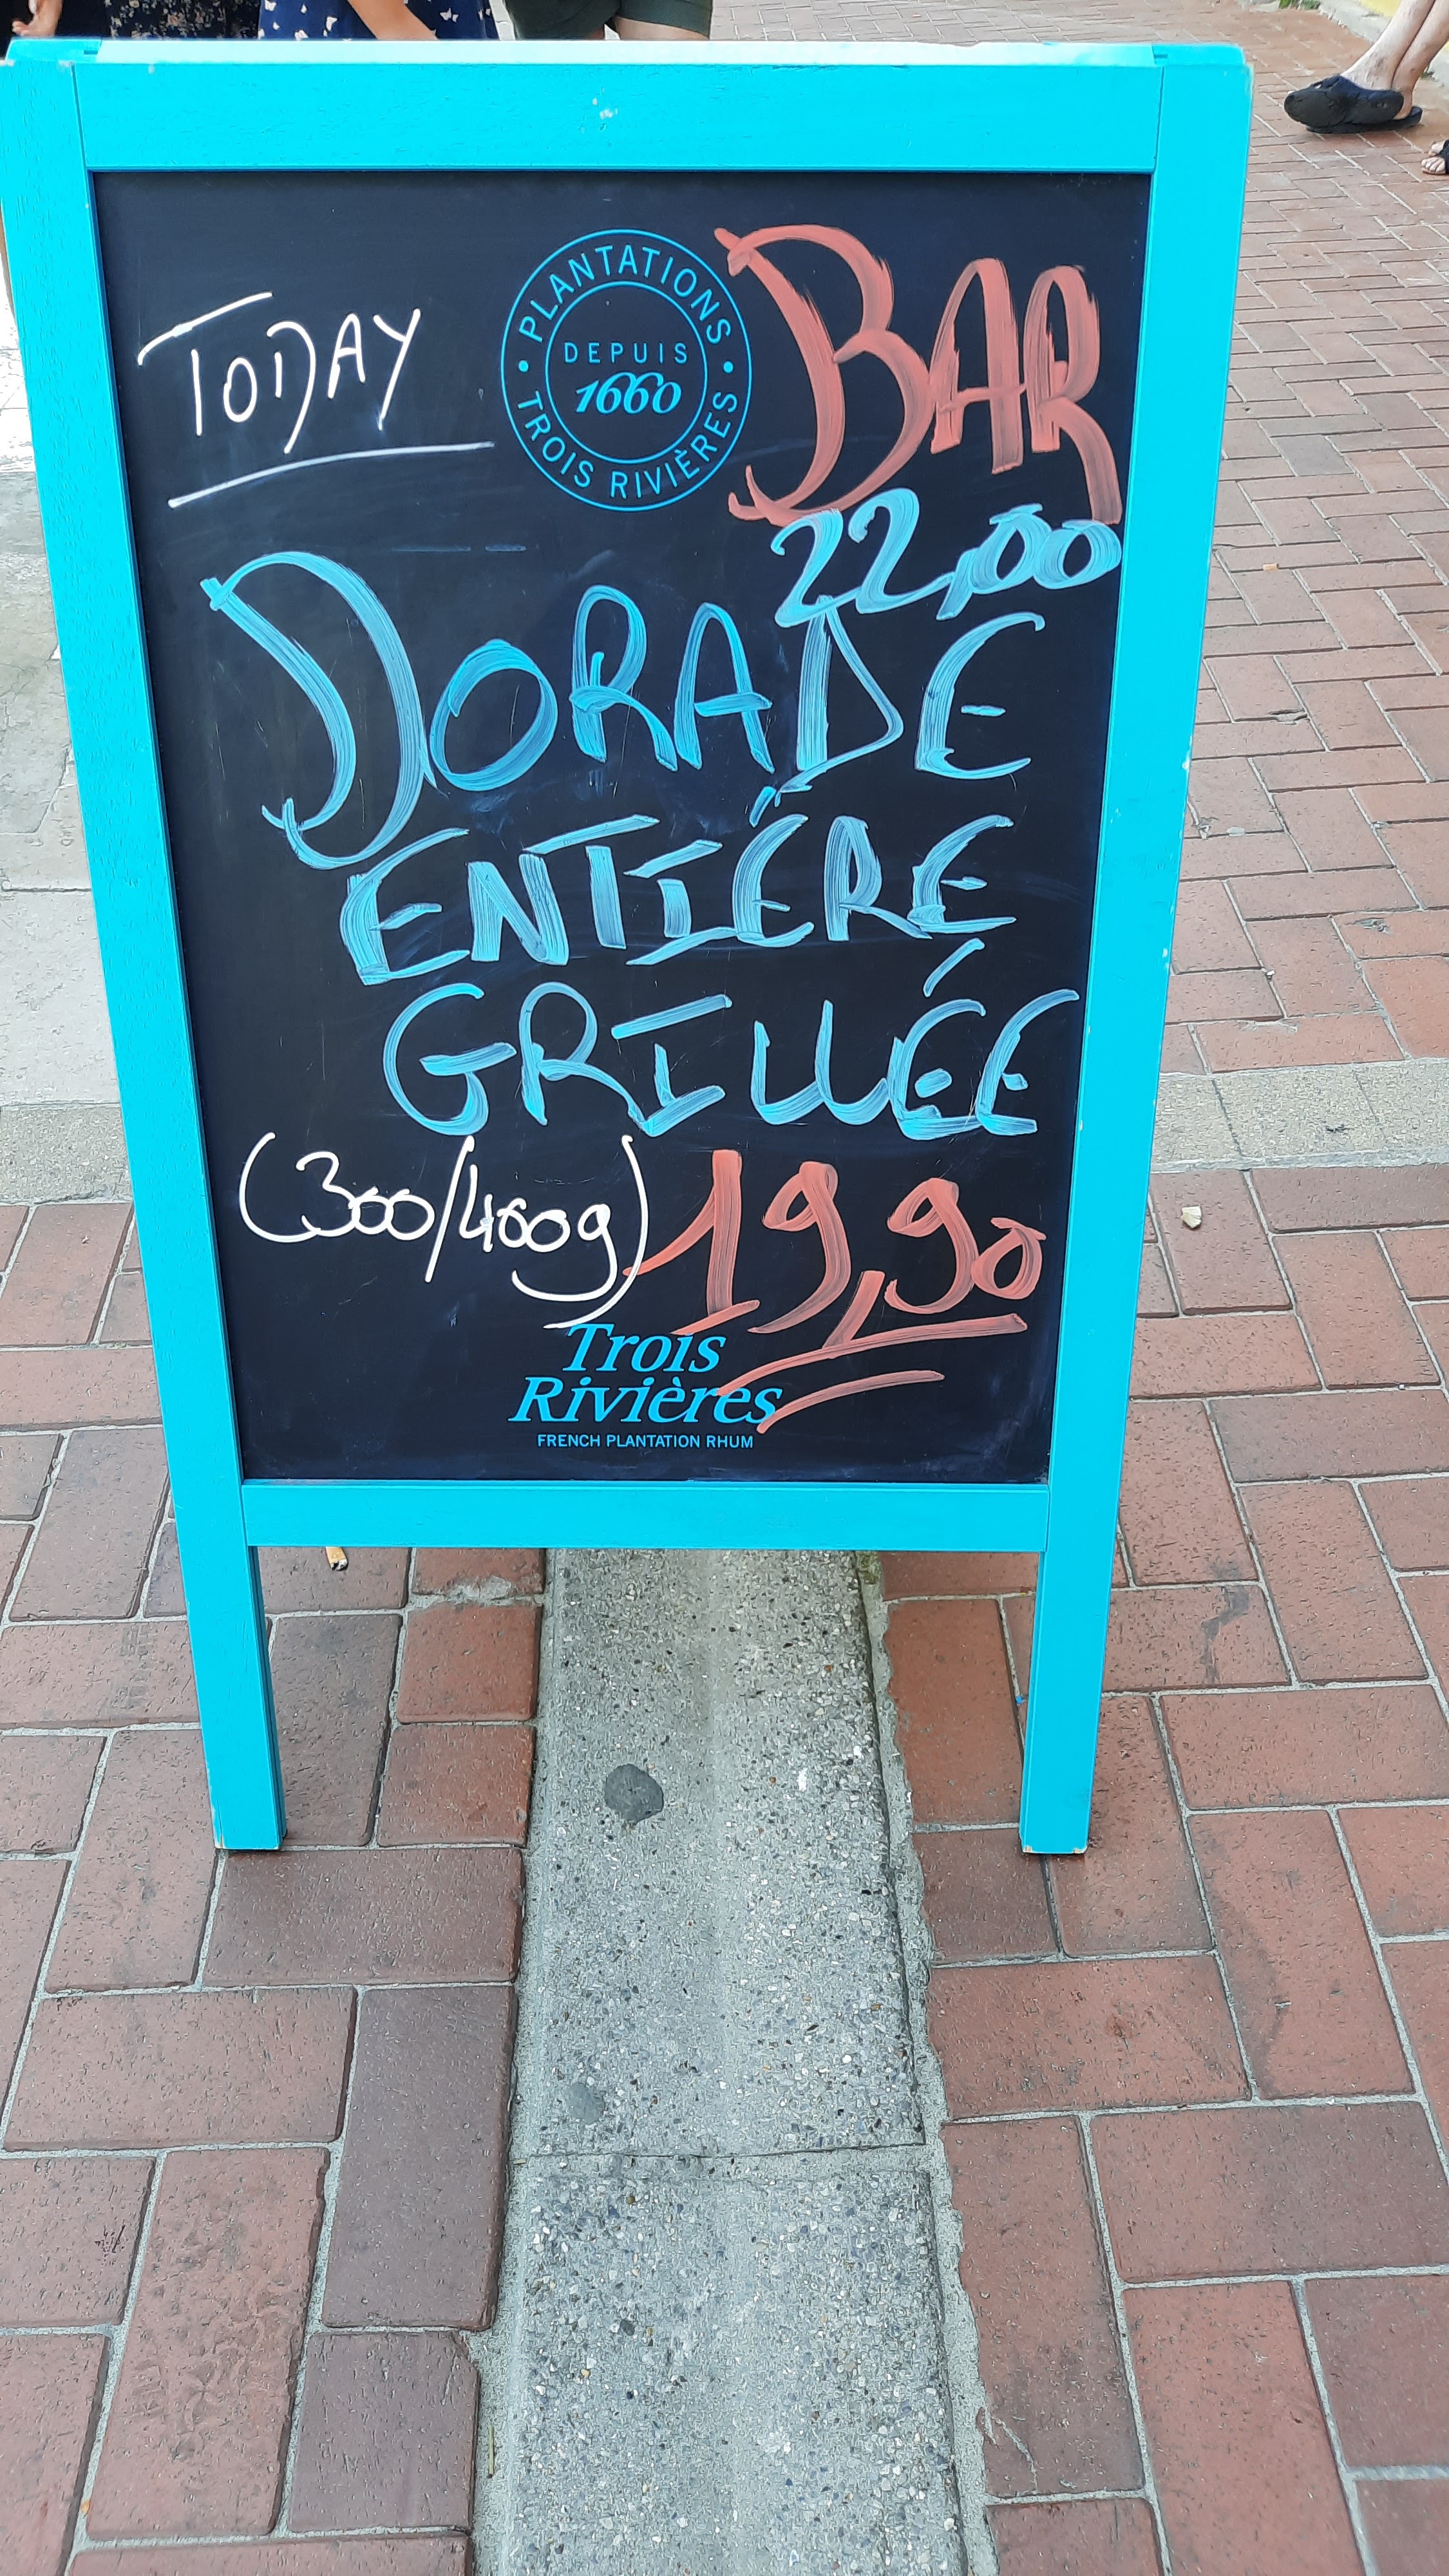 TODAY
PLANTATIONS
DEPUIS
1660
TROIS RIVIÈRES
BAR
22,00
DORADE
ENTIÉRE
GRILLÉE
(300/400g) 19,90
Trois
Rivières
FRENCH PLANTATION RHUM